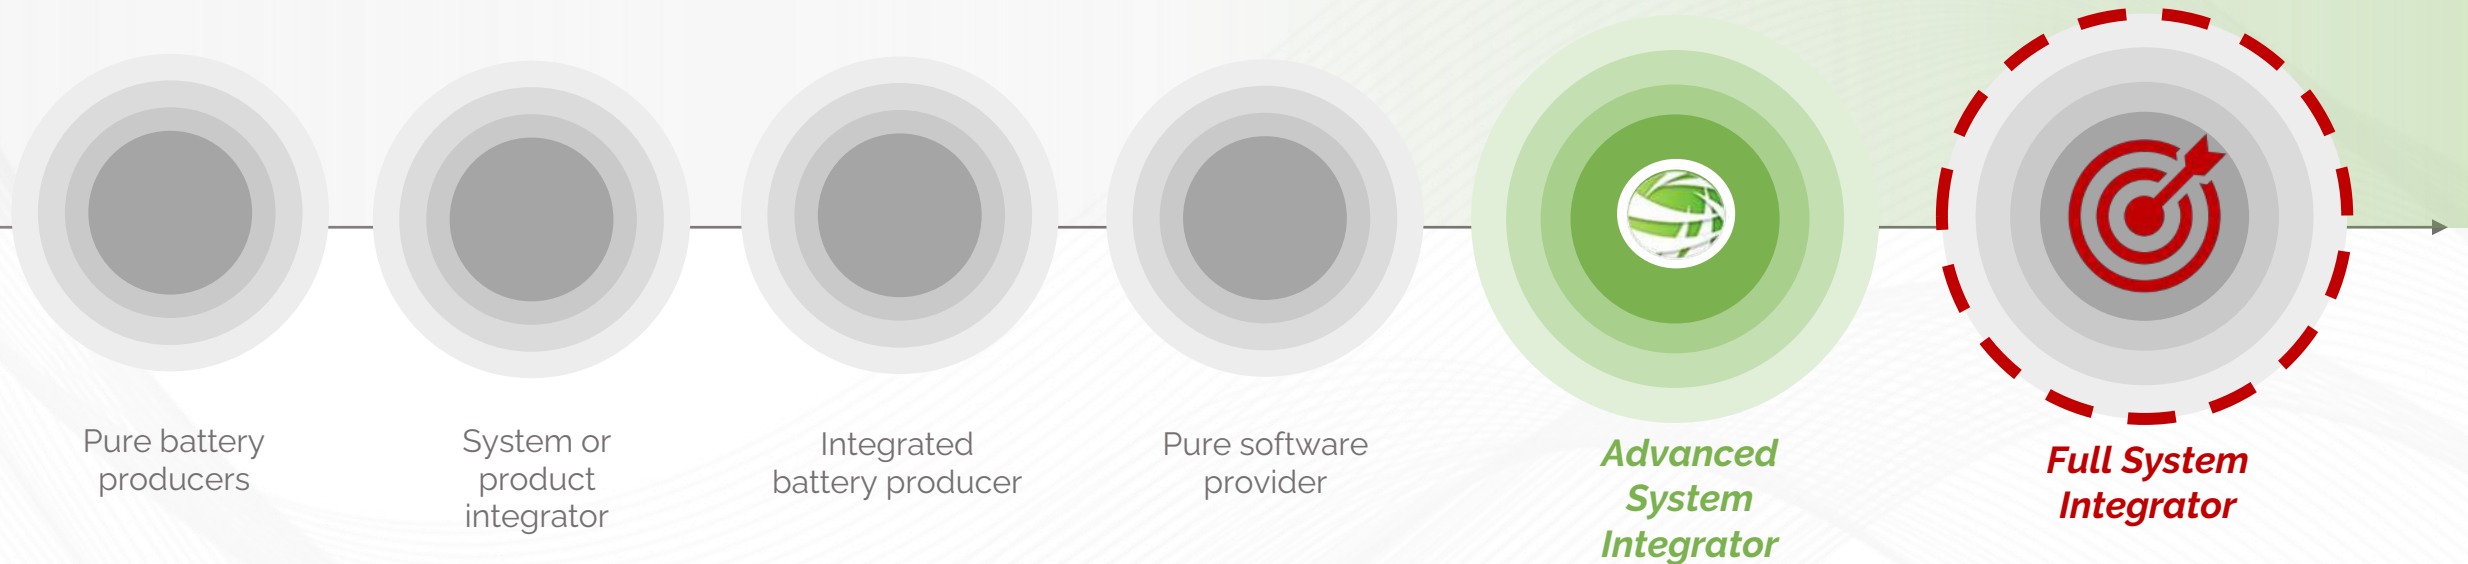 Pure battery
producers
System or
product
integrator
Integrated
battery producer
Pure software
provider
Advanced
System
Integrator
Full System
Integrator